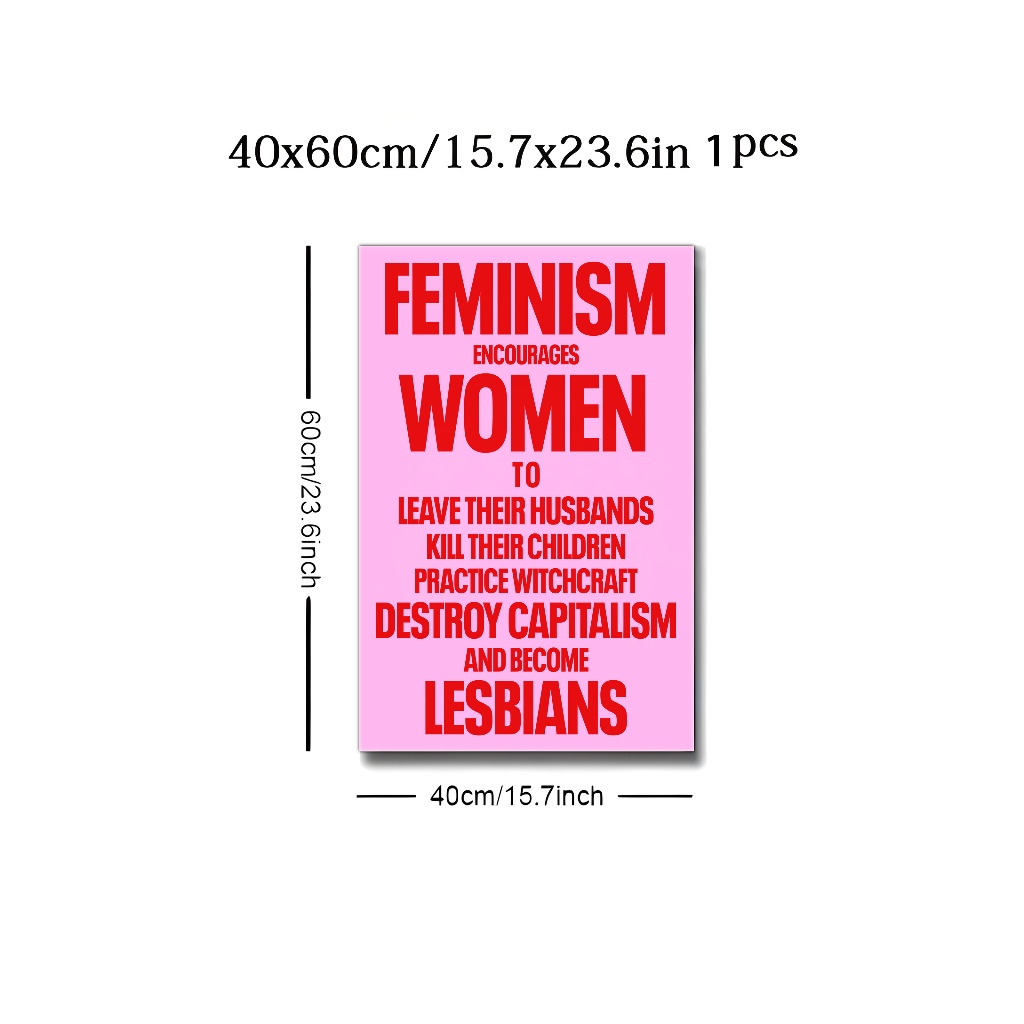 40x60cm/15.7x23.6in 1pcs
FEMINISM
ENCOURAGES
WOMEN
TO
LEAVE THEIR HUSBANDS
KILL THEIR CHILDREN
PRACTICE WITCHCRAFT
DESTROY CAPITALISM
AND BECOME
LESBIANS
60cm/23.6inch
40cm/15.7inch